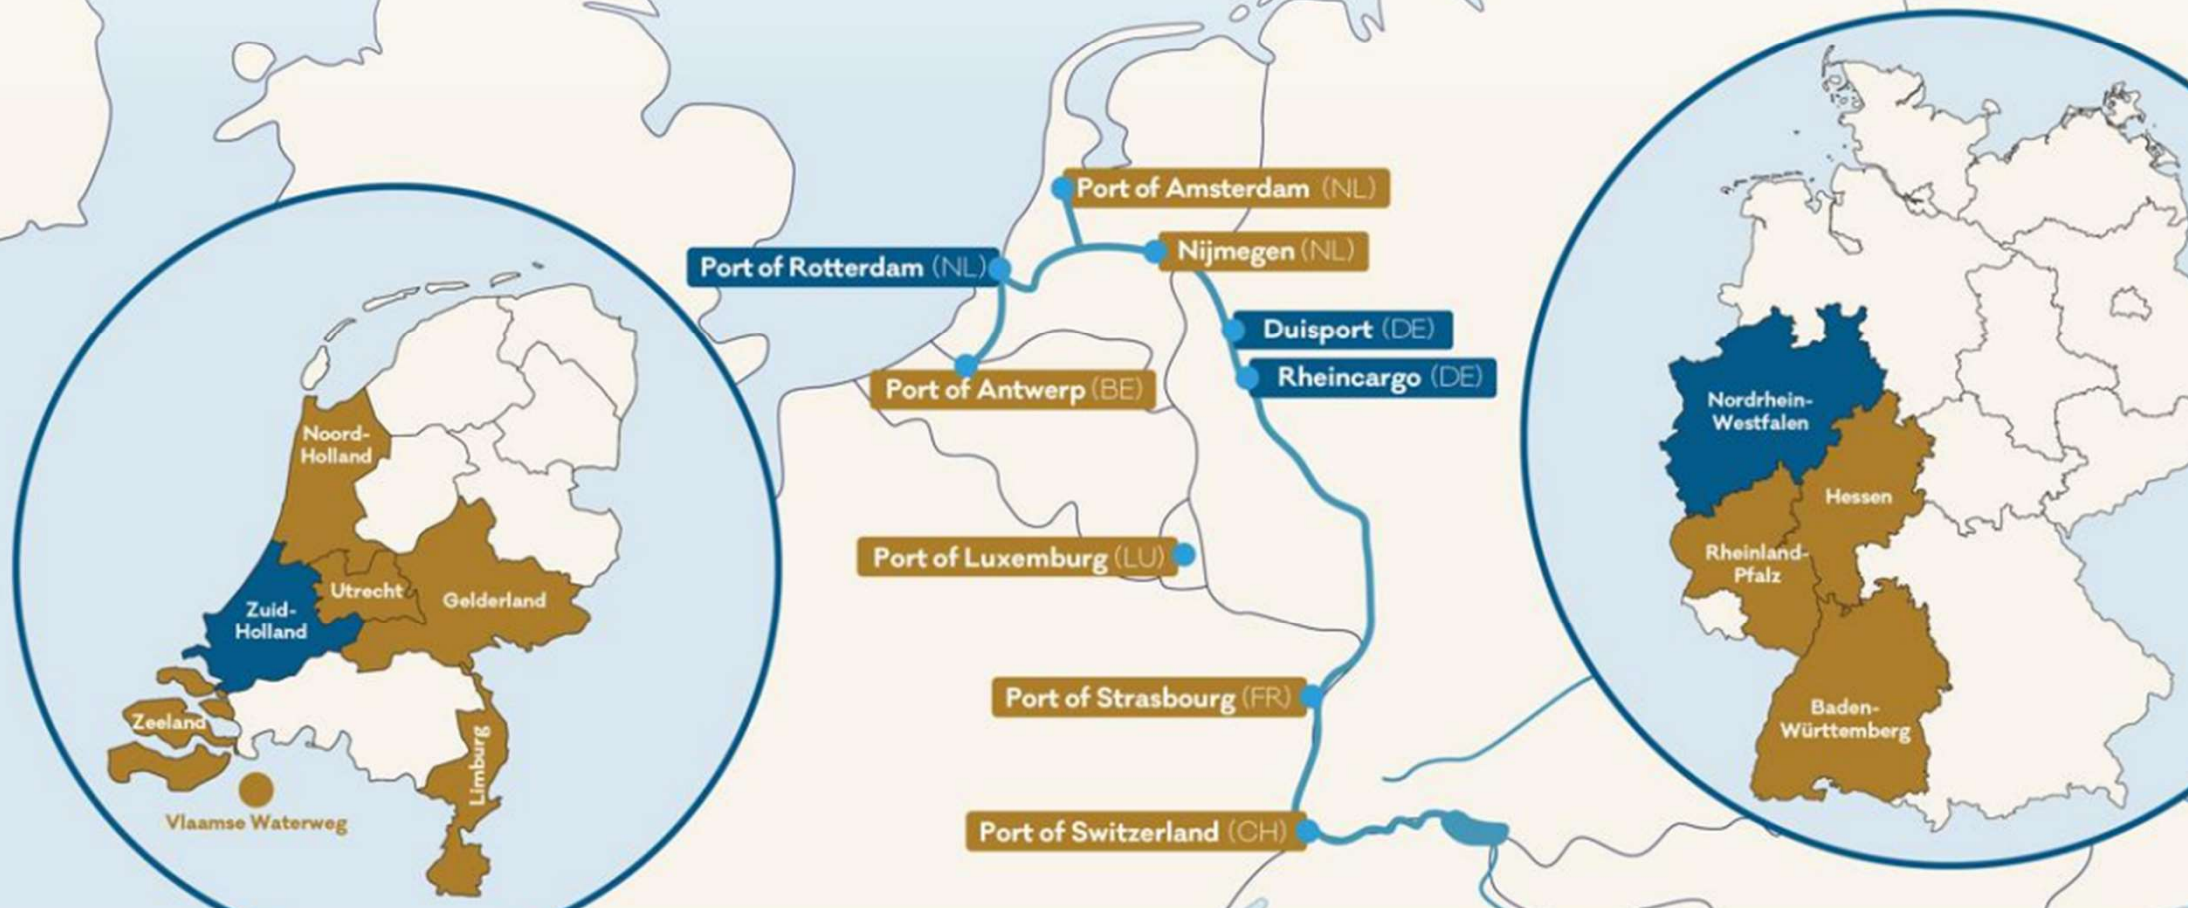 Port of Amsterdam (NL)
Port of Rotterdam (NL)
Nijmegen (NL)
Duisport (DE)
Rheincargo (DE)
Port of Antwerp (BE)
Port of Luxemburg (LU)
Port of Strasbourg (FR)
Port of Switzerland (CH)
Noord-
Holland
Utrecht
Gelderland
Zuid-
Holland
Zeeland
Limburg
Vlaamse Waterweg
Nordrhein-
Westfalen
Hessen
Rheinland-
Pfalz
Baden-
Württemberg